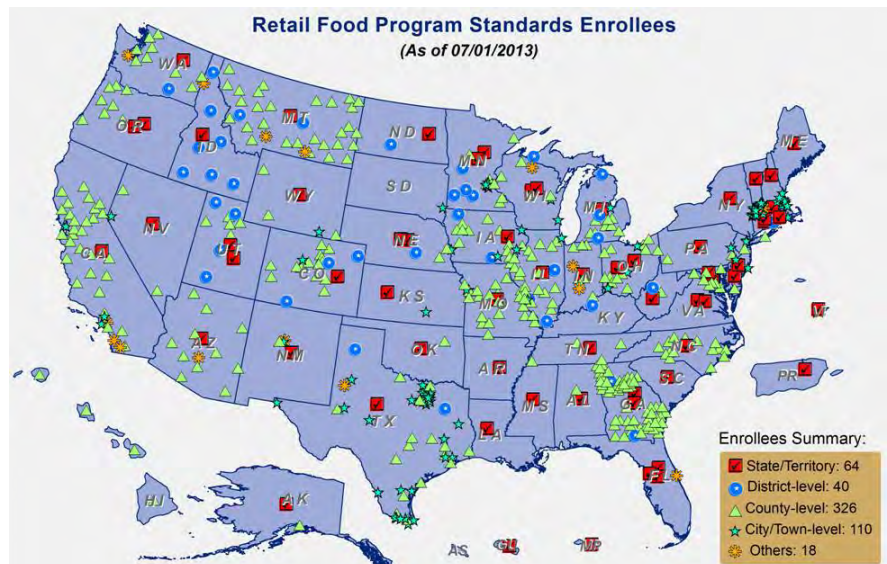 Retail Food Program Standards Enrollees
(As of 07/01/2013)
WA
MT
ND
ME
OR
ID
MN
WI
MI
NY
WY
SD
NV
IA
PA
CA
UT
NE
IL
IN
OH
CO
MO
VA
KS
KY
VI
AZ
NM
OK
TN
NC
AR
SC
PR
TX
MS
AL
GA
LA
FL
HI
AK
AS
GU
MP
Enrollees Summary:
State/Territory: 64
District-level: 40
County-level: 326
City/Town-level: 110
Others: 18